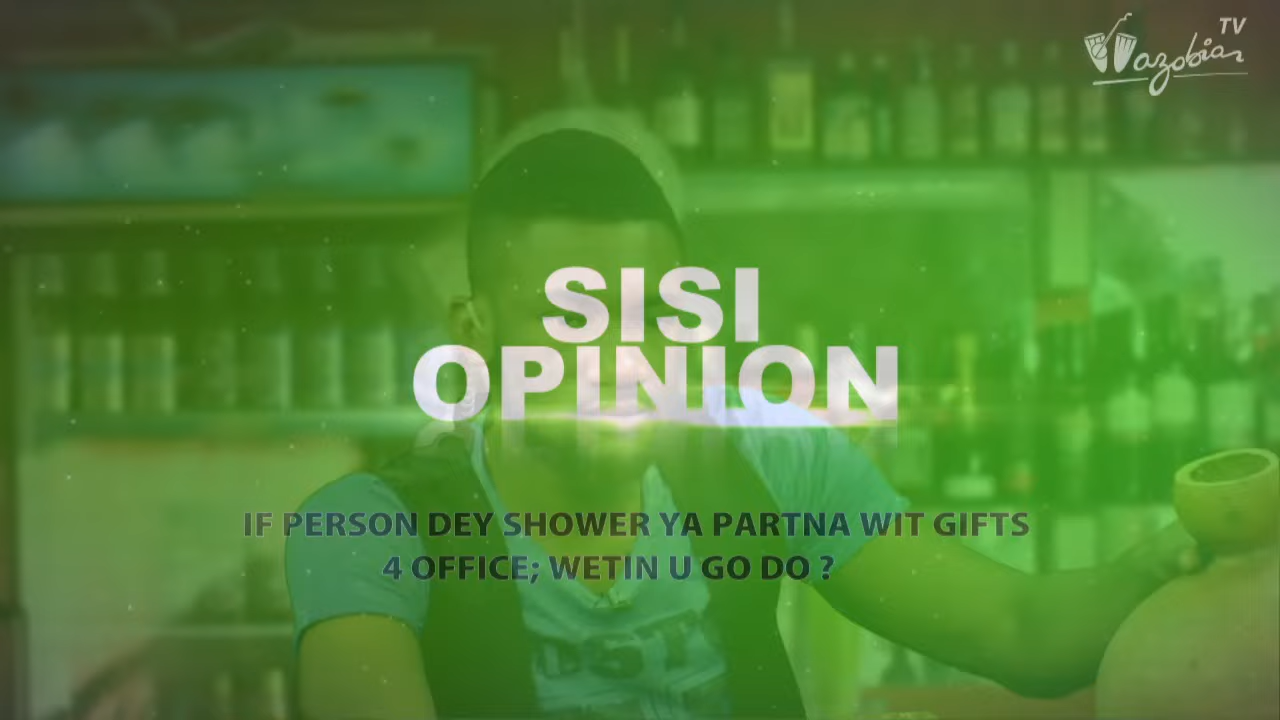 TV
Wazobia
SISI
OPINION
IF PERSON DEY SHOWER YA PARTNA WIT GIFTS
4 OFFICE; WETIN U GO DO ?